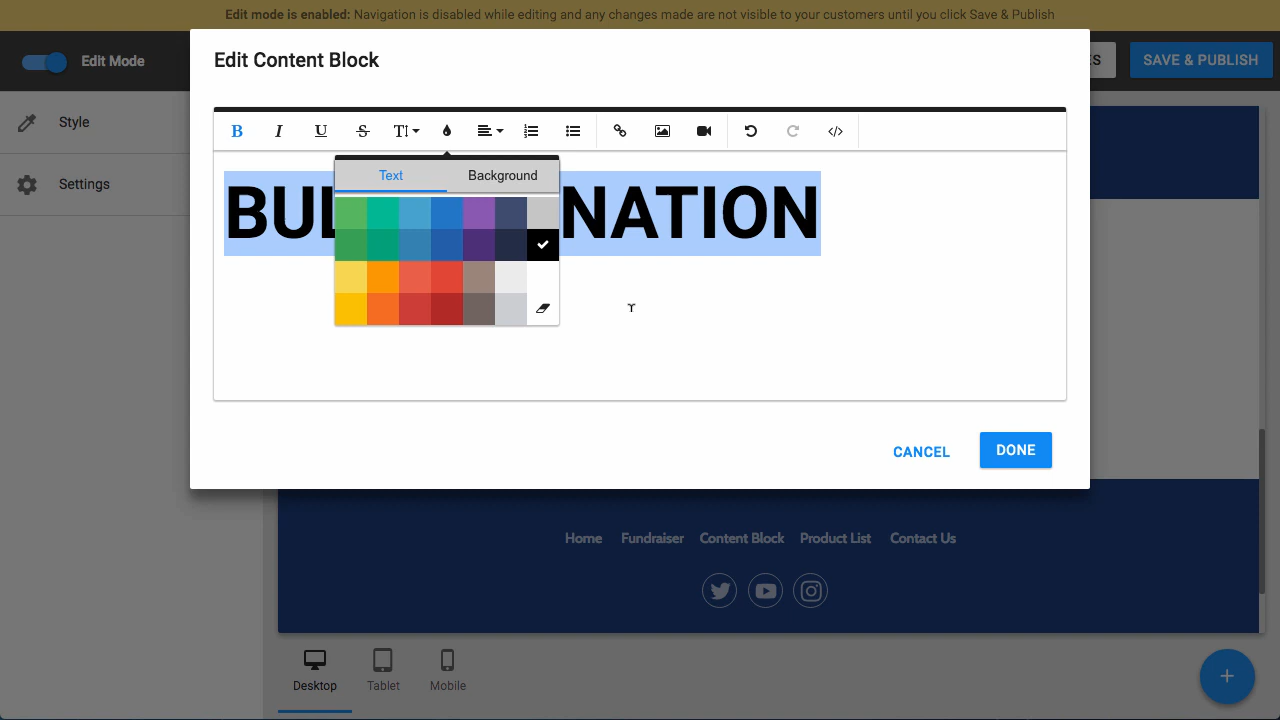 Edit mode is enabled: Navigation is disabled while editing and any changes made are not visible to your customers until you click Save & Publish
Edit Mode
ES
SAVE & PUBLISH
Style
Settings
Edit Content Block
B I U S T
Text
Background
BUL
NATION
CANCEL
DONE
Home Fundraiser Content Block Product List Contact Us
Desktop
Tablet
Mobile